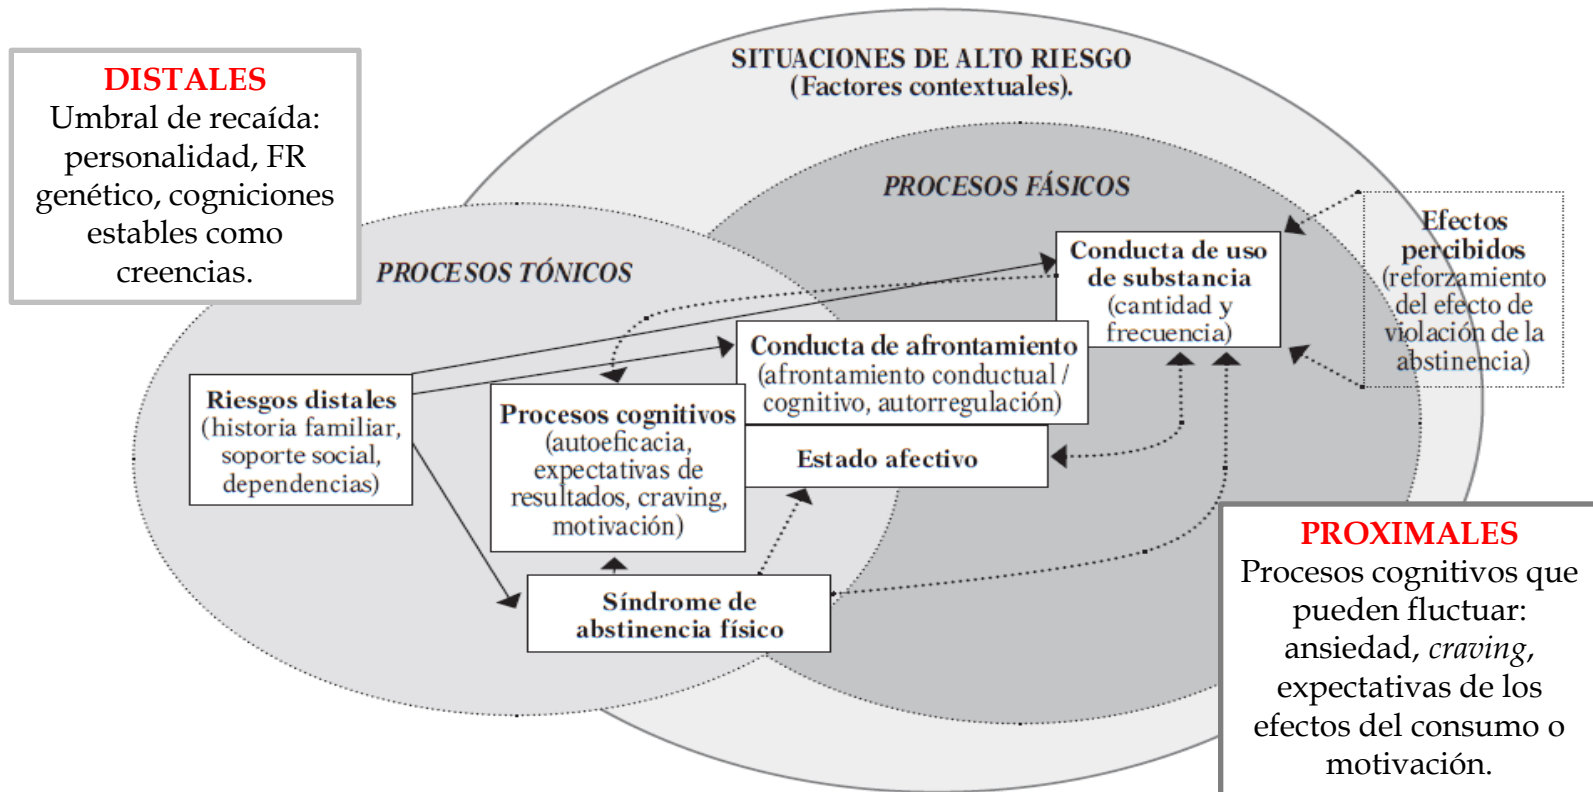 DISTALES
Umbral de recaída:
personalidad, FR
genético, cogniciones
estables como
creencias.
SITUACIONES DE ALTO RIESGO
(Factores contextuales).
PROCESOS FÁSICOS
PROCESOS TÓNICOS
Efectos
percibidos
(reforzamiento
del efecto de
violación de la
abstinencia)
Conducta de uso
de substancia
(cantidad y
frecuencia)
Conducta de afrontamiento
(afrontamiento conductual /
cognitivo, autorregulación)
Riesgos distales
(historia familiar,
soporte social,
dependencias)
Procesos cognitivos
(autoeficacia,
expectativas de
resultados, craving,
motivación)
Estado afectivo
Síndrome de
abstinencia físico
PROXIMALES
Procesos cognitivos que
pueden fluctuar:
ansiedad, craving,
expectativas de los
efectos del consumo o
motivación.